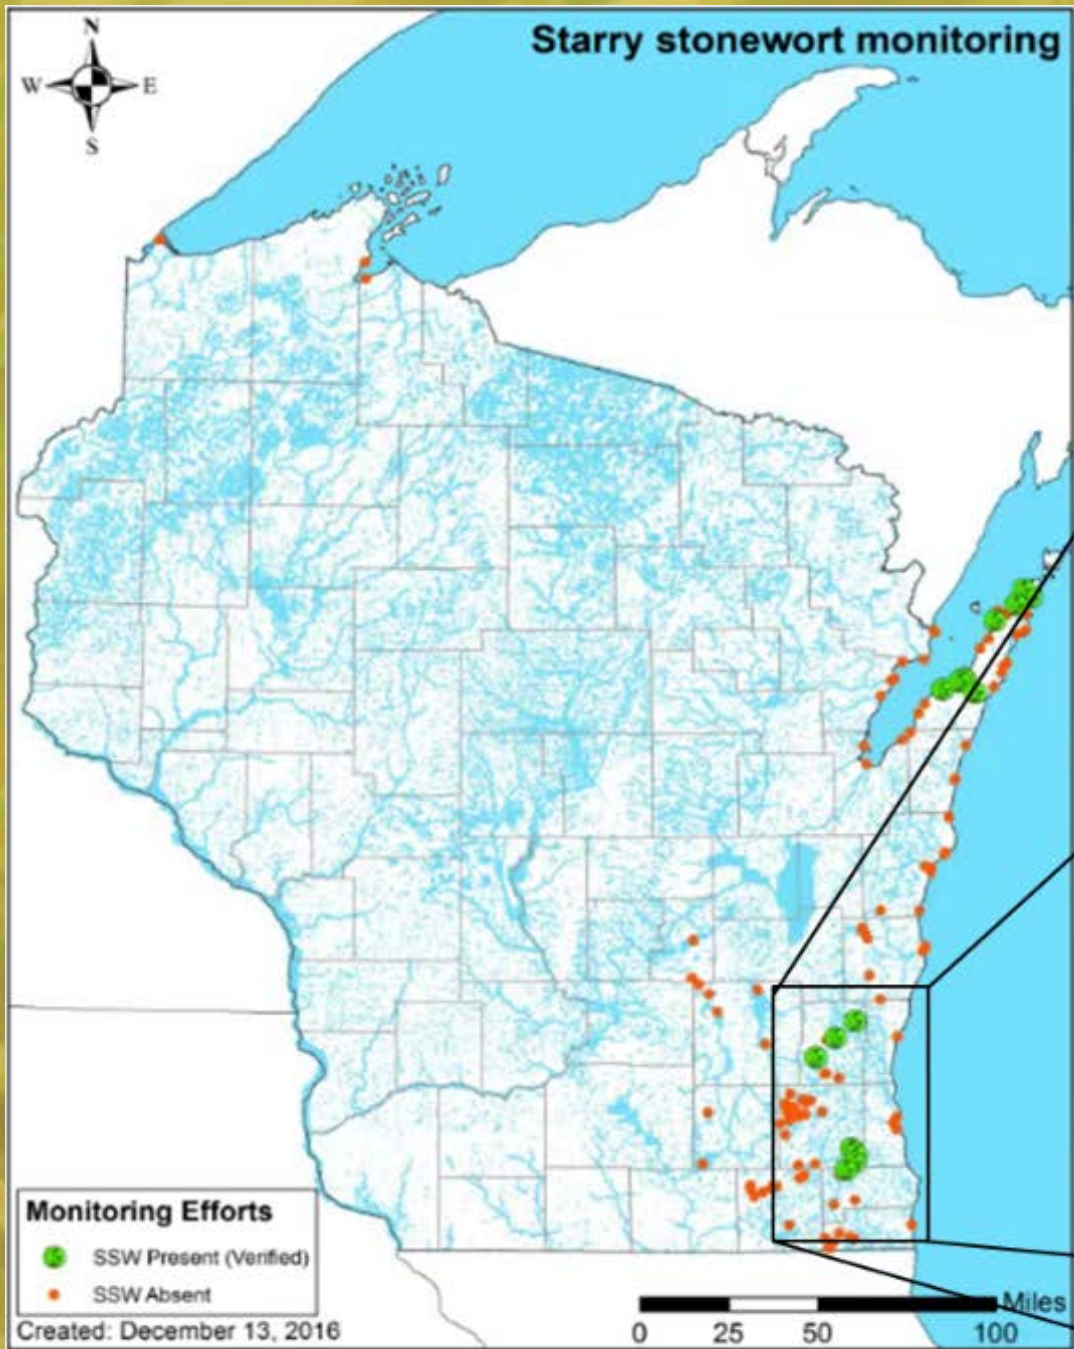 Starry stonewort monitoring
N
W
E
S
Monitoring Efforts
SSW Present (Verified)
SSW Absent
Created: December 13, 2016
Miles
0
25
50
100